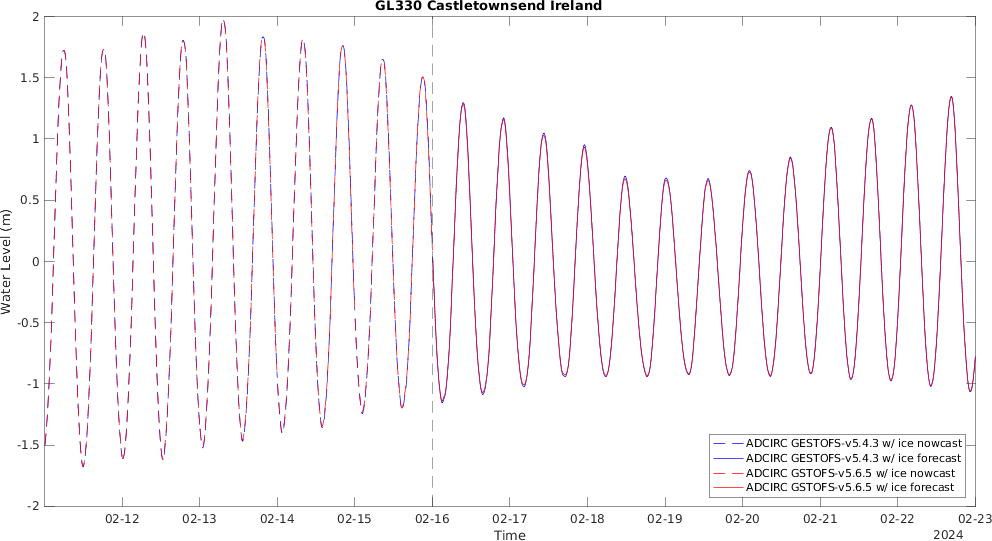 GL330 Castletownsend Ireland
2
1.5
1
0.5
0
-0.5
-1
-1.5
-2
Water Level (m)
ADCIRC GESTOFS-v5.4.3 w/ ice nowcast
ADCIRC GESTOFS-v5.4.3 w/ ice forecast
ADCIRC GSTOFS-v5.6.5 w/ ice nowcast
ADCIRC GSTOFS-v5.6.5 w/ ice forecast
02-12 02-13 02-14 02-15 02-16 02-17 02-18 02-19 02-20 02-21 02-22 02-23
Time
2024